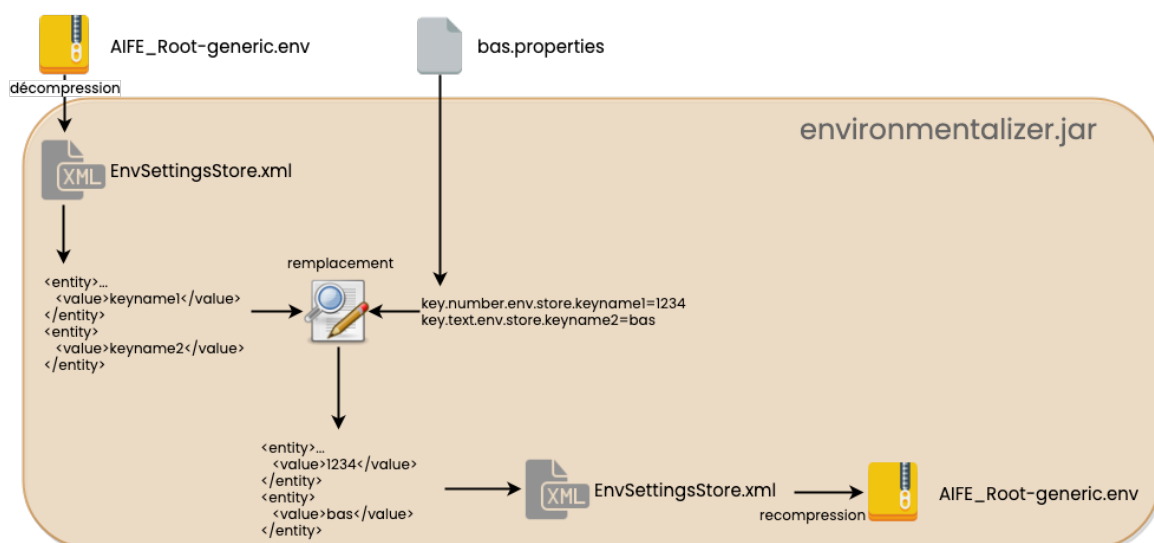 AIFE_Root-generic.env
bas.properties
décompression
environmentalizer.jar
XML
EnvSettingsStore.xml
remplacement
<entity>...
<value>keyname1</value>
</entity>
<entity>
<value>keyname2</value>
</entity>
key.number.env.store.keyname1=1234
key.text.env.store.keyname2=bas
<entity>...
<value>1234</value>
</entity>
<entity>
<value>bas</value>
</entity>
XML
EnvSettingsStore.xml
recompression
AIFE_Root-generic.env